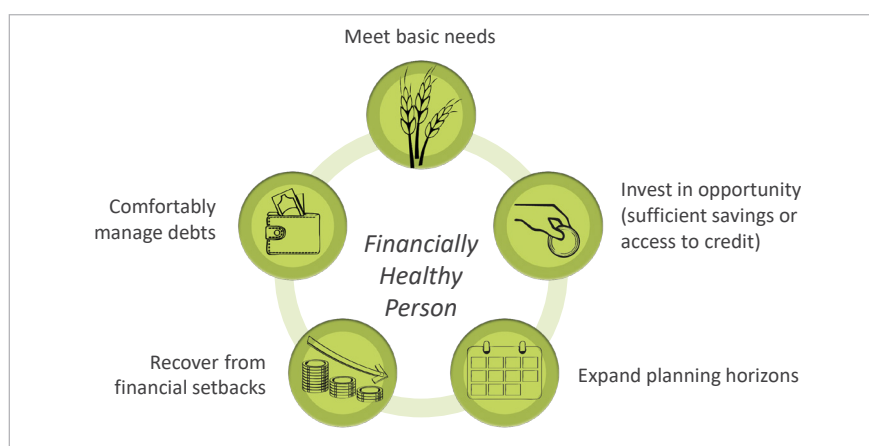 Meet basic needs
Invest in opportunity
(sufficient savings or
access to credit)
Expand planning horizons
Recover from
financial setbacks
Comfortably
manage debts
Financially
Healthy
Person